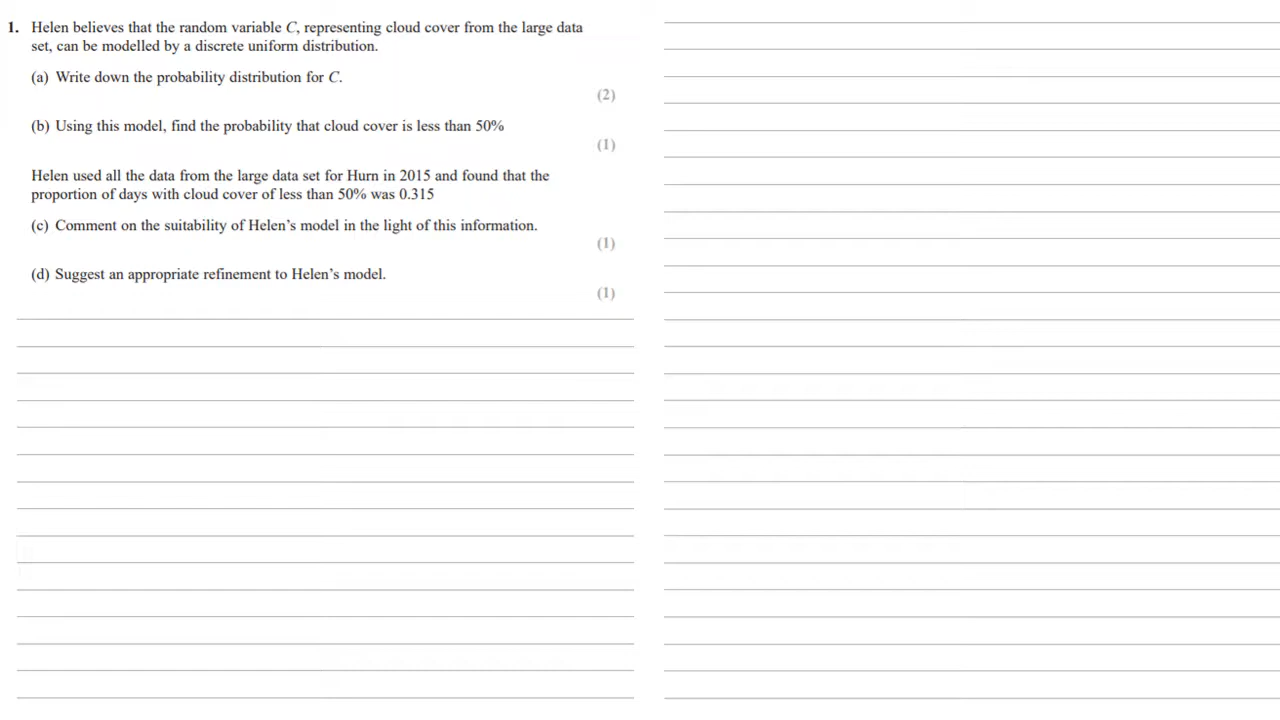 1. Helen believes that the random variable C, representing cloud cover from the large data
set, can be modelled by a discrete uniform distribution.
(a) Write down the probability distribution for C.
(2)
(b) Using this model, find the probability that cloud cover is less than 50%
(1)
Helen used all the data from the large data set for Hurn in 2015 and found that the
proportion of days with cloud cover of less than 50% was 0.315
(c) Comment on the suitability of Helen's model in the light of this information.
(1)
(d) Suggest an appropriate refinement to Helen's model.
(1)